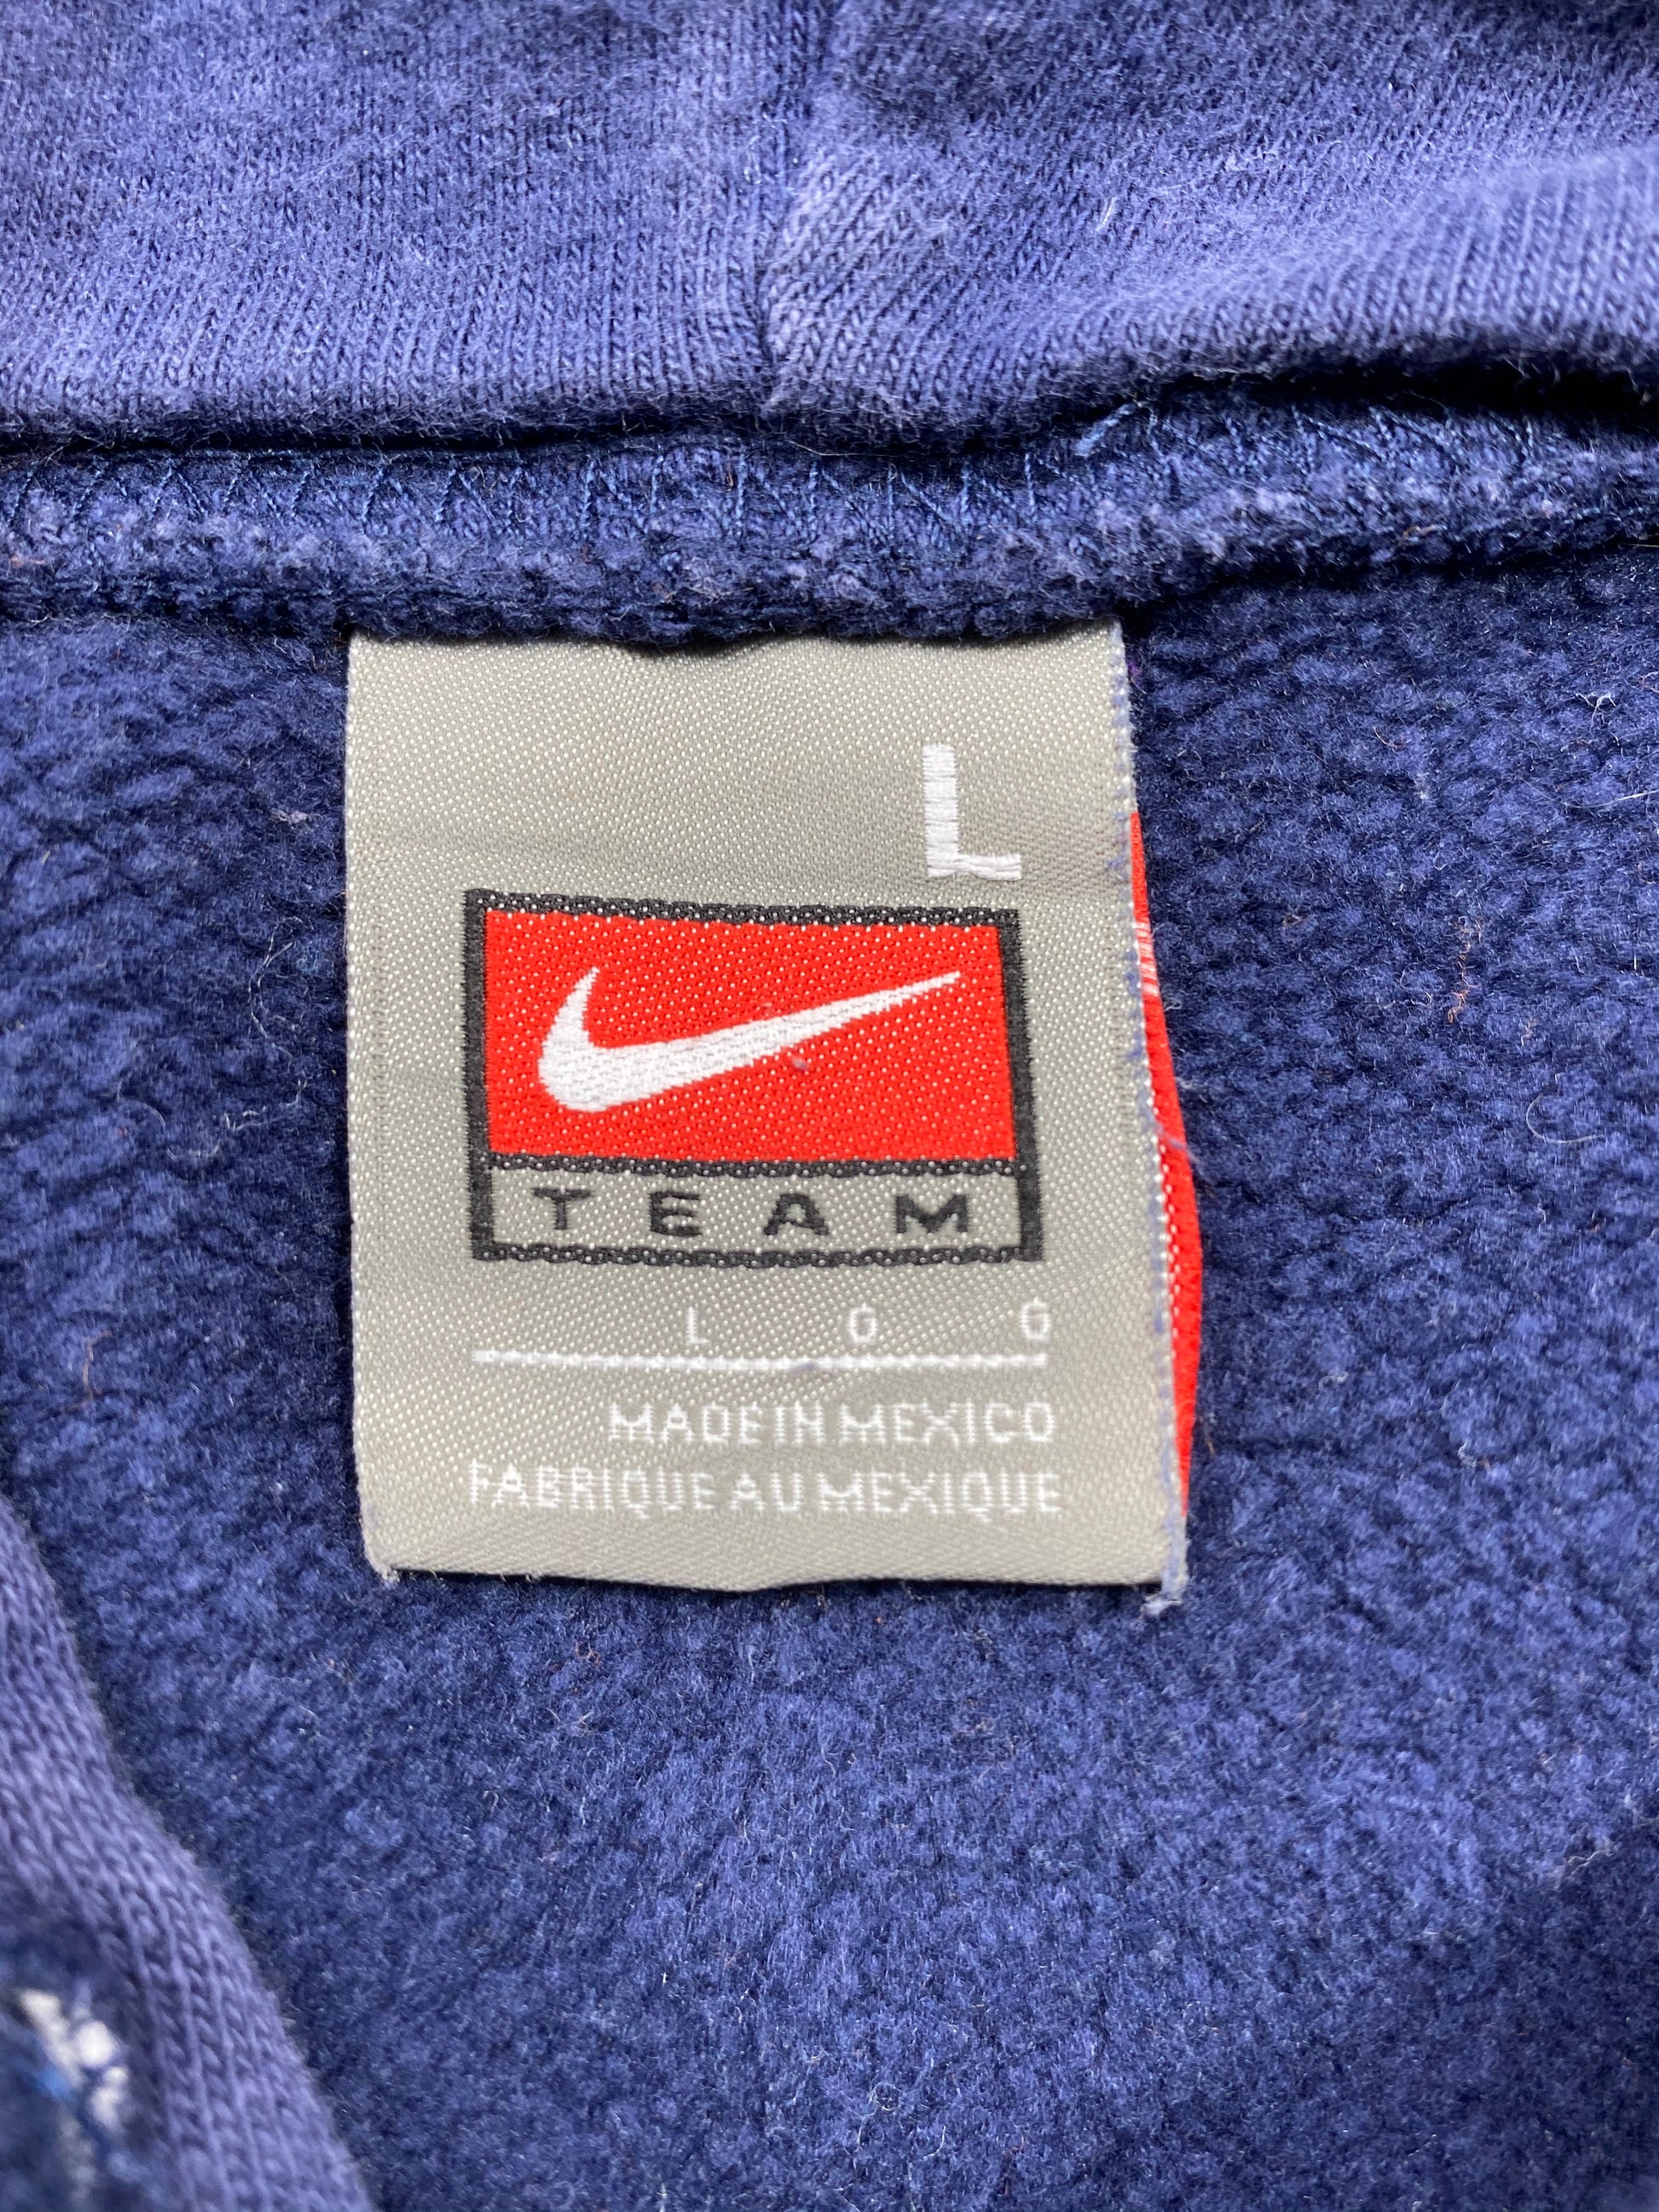 L
TEAM
L G G
MADE IN MEXICO
FABRIQUE AU MEXIQUE